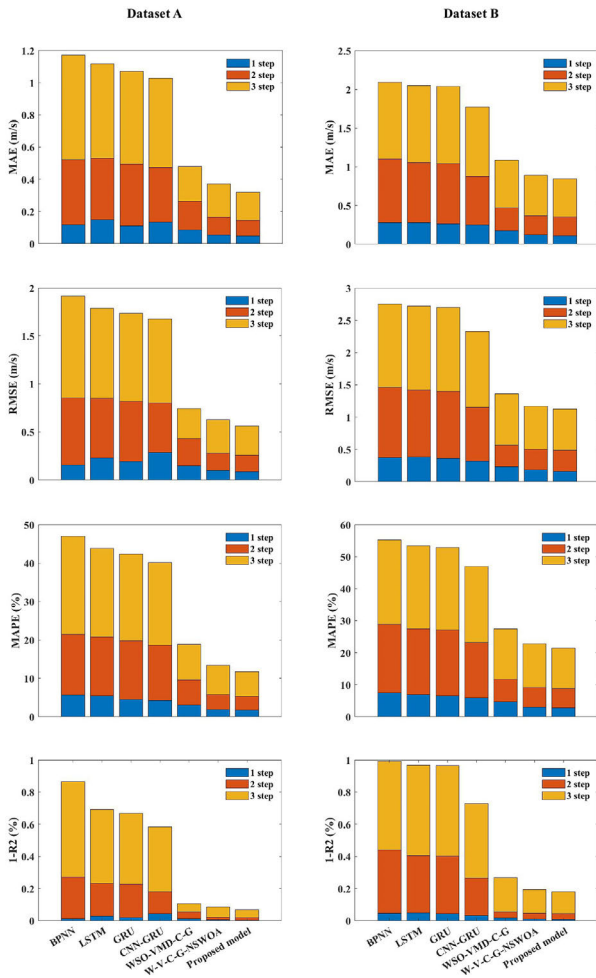 Dataset A
Dataset B
1.2
1
0.8
0.6
0.4
0.2
0
MAE (m/s)
1 step
2 step
3 step
2.5
2
1.5
1
0.5
0
MAE (m/s)
1 step
2 step
3 step
2
1.5
1
0.5
0
RMSE (m/s)
1 step
2 step
3 step
3
2.5
2
1.5
1
0.5
0
RMSE (m/s)
1 step
2 step
3 step
50
40
30
20
10
0
MAPE (%)
1 step
2 step
3 step
60
50
40
30
20
10
0
MAPE (%)
1 step
2 step
3 step
1
0.8
0.6
0.4
0.2
0
1-R2 (%)
1 step
2 step
3 step
BPNN
LSTM
GRU
CNN-GRU
WSO-VMD-C-G
W-V-C-G-NSWOA
Proposed model
1
0.8
0.6
0.4
0.2
0
1-R2 (%)
1 step
2 step
3 step
BPNN
LSTM
GRU
CNN-GRU
WSO-VMD-C-G
W-V-C-G-NSWOA
Proposed model